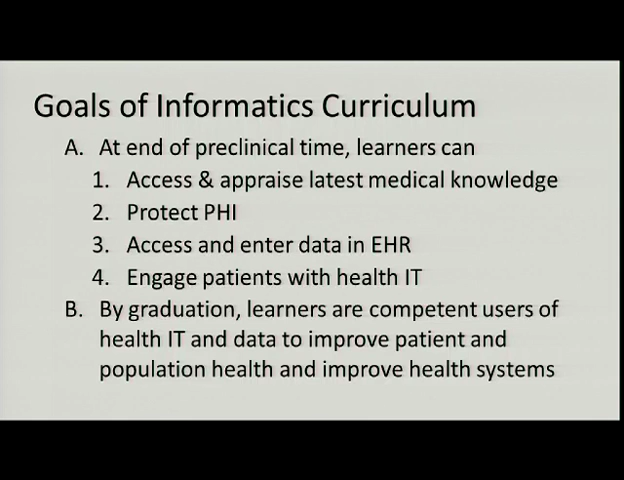 Goals of Informatics Curriculum
A. At end of preclinical time, learners can
1. Access & appraise latest medical knowledge
2. Protect PHI
3. Access and enter data in EHR
4. Engage patients with health IT
B. By graduation, learners are competent users of
health IT and data to improve patient and
population health and improve health systems